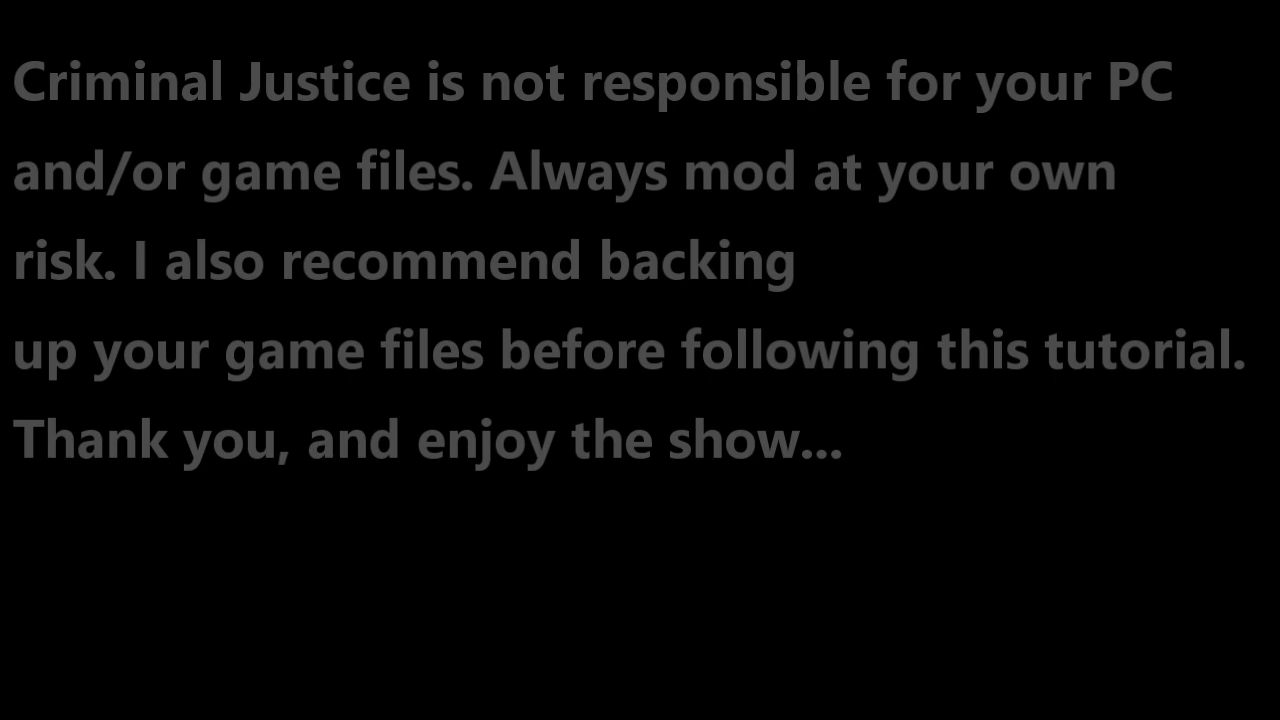 Criminal Justice is not responsible for your PC
and/or game files. Always mod at your own
risk. I also recommend backing
up your game files before following this tutorial.
Thank you, and enjoy the show...